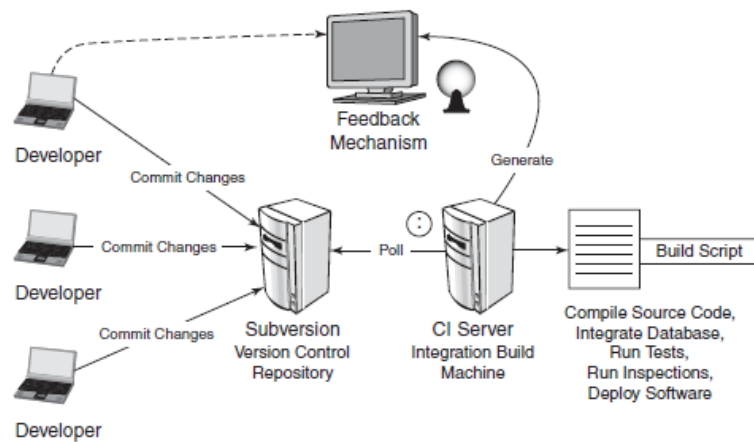 Feedback
Mechanism
Developer
Commit Changes
Generate
Developer
Commit Changes
Poll
Build Script
Commit Changes
Developer
Subversion
Version Control
Repository
CI Server
Integration Build
Machine
Compile Source Code,
Integrate Database,
Run Tests,
Run Inspections,
Deploy Software